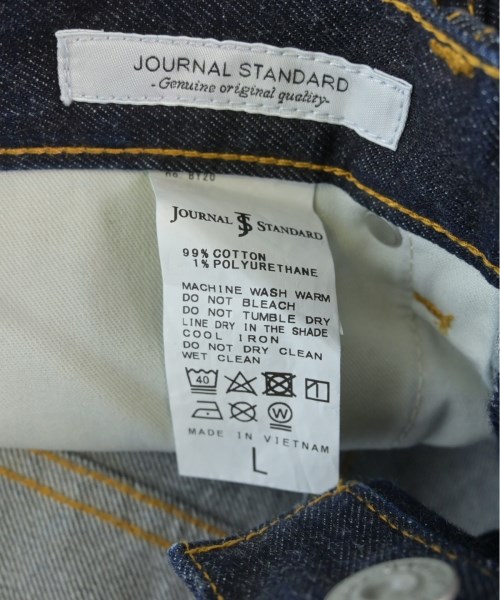 JOURNAL STANDARD
-Genuine original quality-
JOURNAL JS STANDARD
99% COTTON
1% POLYURETHANE
MACHINE WASH WARM
DO NOT BLEACH
DO NOT TUMBLE DRY
LINE DRY IN THE SHADE
COOL IRON
DO NOT DRY CLEAN
WET CLEAN
40
W
MADE IN VIETNAM
L